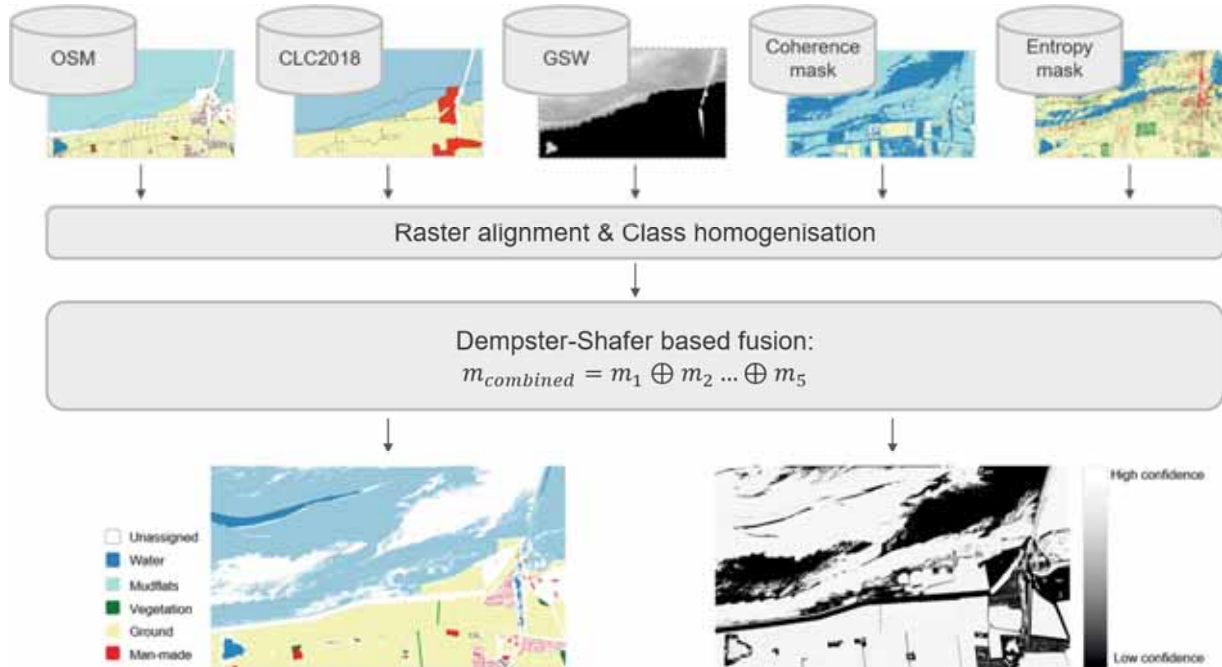 OSM
CLC2018
GSW
Coherence
mask
Entropy
mask
Raster alignment & Class homogenisation
Dempster-Shafer based fusion:
m_combined = m_1 ⊕ m_2 ... ⊕ m_5
Unassigned
Water
Mudflats
Vegetation
Ground
Man-made
High confidence
Low confidence